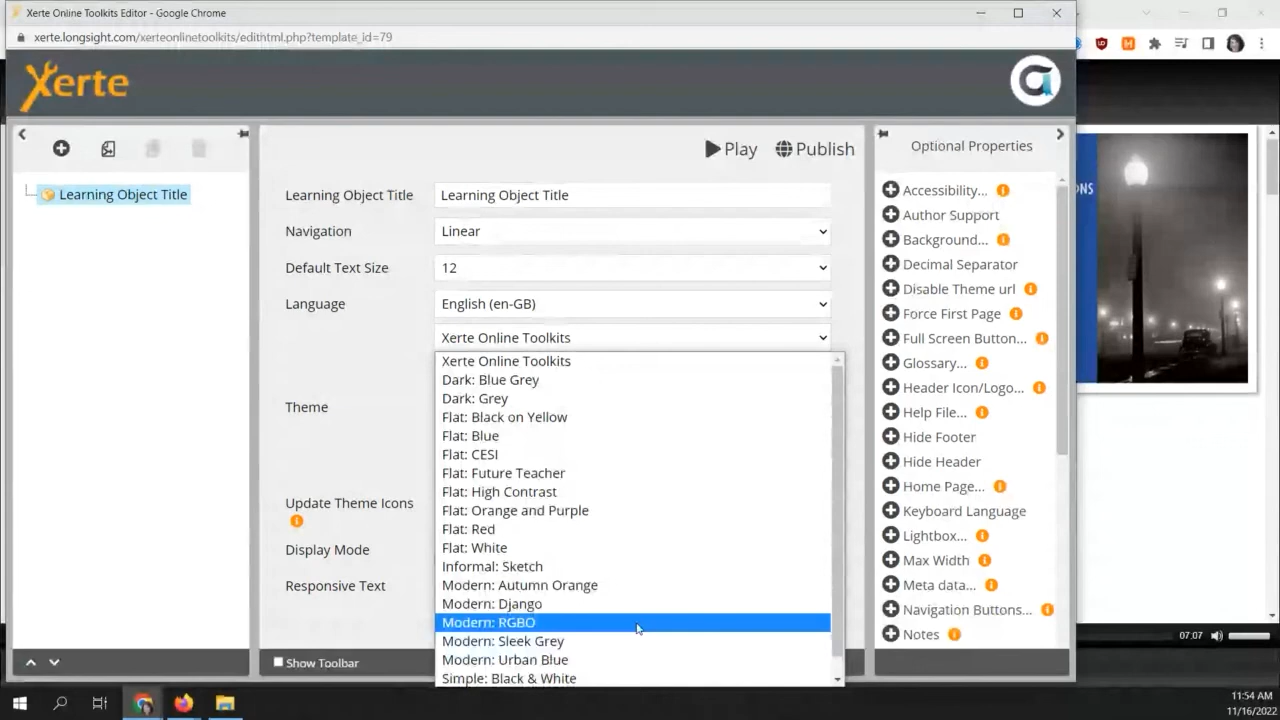 Xerte Online Toolkits Editor - Google Chrome
xerte.longsight.com/xerteonlinetoolkits/edithtml.php?template_id=79
Xerte
Play
Publish
Learning Object Title
Learning Object Title
Learning Object Title
Navigation
Linear
Default Text Size
12
Language
English (en-GB)
Xerte Online Toolkits
Theme
Xerte Online Toolkits
Dark: Blue Grey
Dark: Grey
Flat: Black on Yellow
Flat: Blue
Flat: CESI
Flat: Future Teacher
Flat: High Contrast
Flat: Orange and Purple
Flat: Red
Flat: White
Informal: Sketch
Modern: Autumn Orange
Modern: Django
Modern: RGBO
Modern: Sleek Grey
Modern: Urban Blue
Simple: Black & White
Update Theme Icons
Display Mode
Responsive Text
Show Toolbar
Optional Properties
Accessibility...
Author Support
Background...
Decimal Separator
Disable Theme url
Force First Page
Full Screen Button...
Glossary...
Header Icon/Logo...
Help File...
Hide Footer
Hide Header
Home Page...
Keyboard Language
Lightbox...
Max Width
Meta data...
Navigation Buttons...
Notes
ONS
07:07
11:54 AM
11/16/2022